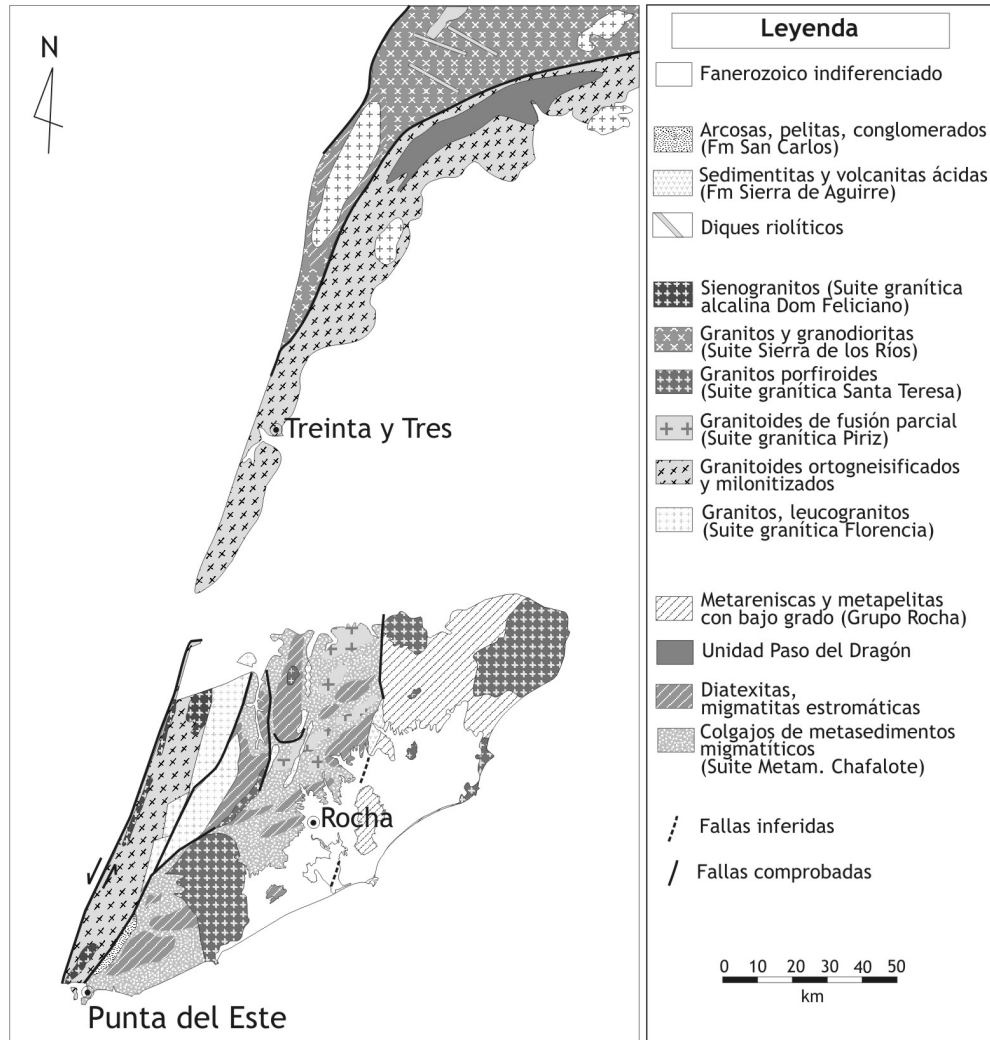 N
Treinta y Tres
Rocha
Punta del Este
Leyenda
Fanerozoico indiferenciado
Arcosas, pelitas, conglomerados
(Fm San Carlos)
Sedimentitas y volcanitas ácidas
(Fm Sierra de Aguirre)
Diques riolíticos
Sienogranitos (Suite granítica
alcalina Dom Feliciano)
Granitos y granodioritas
(Suite Sierra de los Ríos)
Granitos porfiroides
(Suite granítica Santa Teresa)
Granitoides de fusión parcial
(Suite granítica Piriz)
Granitoides ortogneisificados
y milonitizados
Granitos, leucogranitos
(Suite granítica Florencia)
Metareniscas y metapelitas
con bajo grado (Grupo Rocha)
Unidad Paso del Dragón
Diatexitas,
migmatitas estromáticas
Colgajos de metasedimentos
migmatíticos
(Suite Metam. Chafalote)
Fallas inferidas
Fallas comprobadas
0 10 20 30 40 50
km